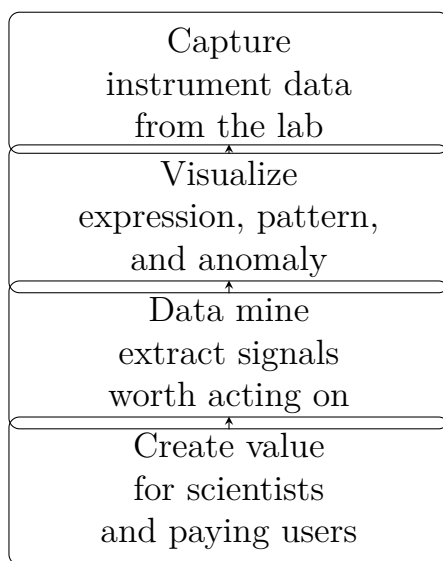 Capture
instrument data
from the lab
Visualize
expression, pattern,
and anomaly
Data mine
extract signals
worth acting on
Create value
for scientists
and paying users